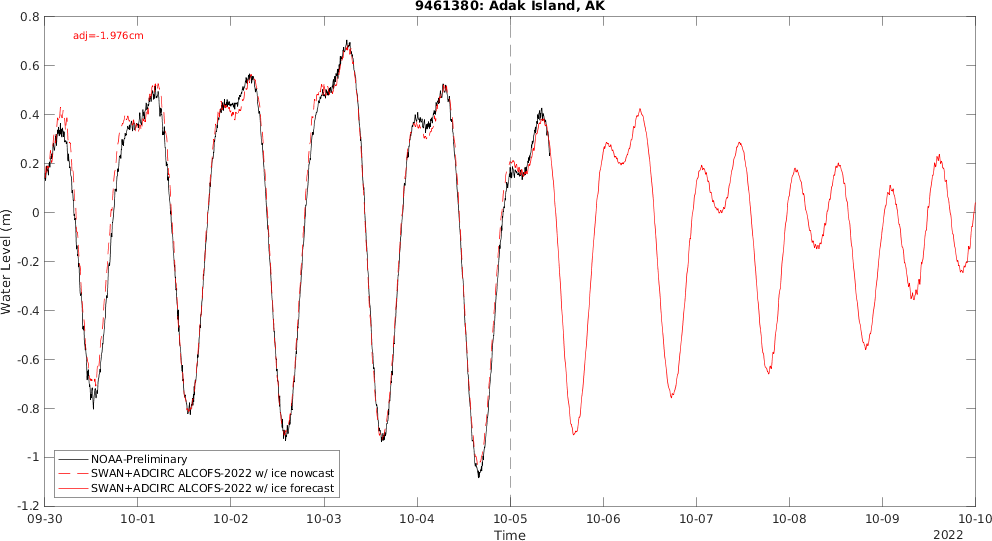 9461380: Adak Island, AK
adj=-1.976cm
0.8
0.6
0.4
0.2
0
-0.2
-0.4
-0.6
-0.8
-1
-1.2
Water Level (m)
NOAA-Preliminary
SWAN+ADCIRC ALCOFS-2022 w/ ice nowcast
SWAN+ADCIRC ALCOFS-2022 w/ ice forecast
09-30 10-01 10-02 10-03 10-04 10-05 10-06 10-07 10-08 10-09 10-10
Time
2022